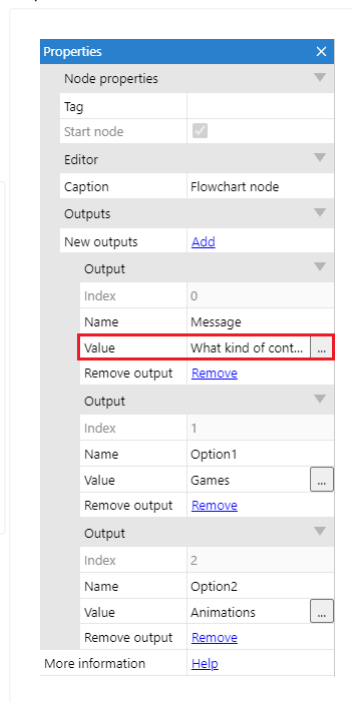 Properties
Node properties
Tag
Start node
Editor
Caption Flowchart node
Outputs
New outputs Add
Output
Index 0
Name Message
Value What kind of cont... ...
Remove output Remove
Output
Index 1
Name Option1
Value Games ...
Remove output Remove
Output
Index 2
Name Option2
Value Animations ...
Remove output Remove
More information Help